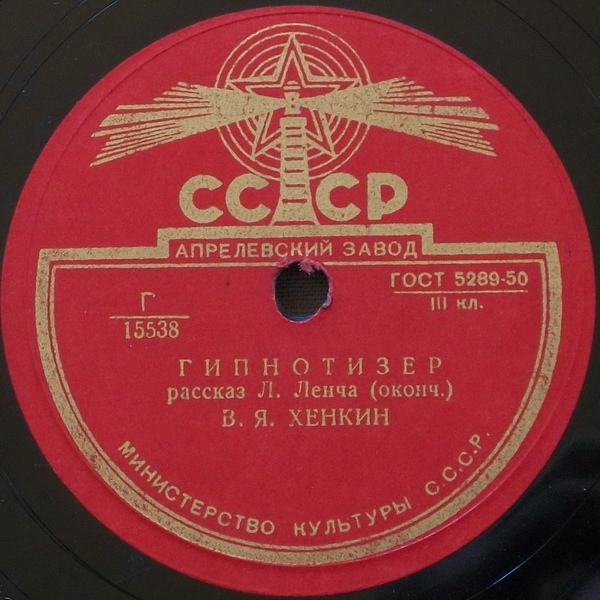 В
СССР
АПРЕЛЕВСКИЙ ЗАВОД
ГОСТ 5289-50
III кл.
Г
15538
ГИПНОТИЗЕР
рассказ Л. Ленча (оконч.)
В. Я. ХЕНКИН
МИНИСТЕРСТВО КУЛЬТУРЫ С.С.С.Р.